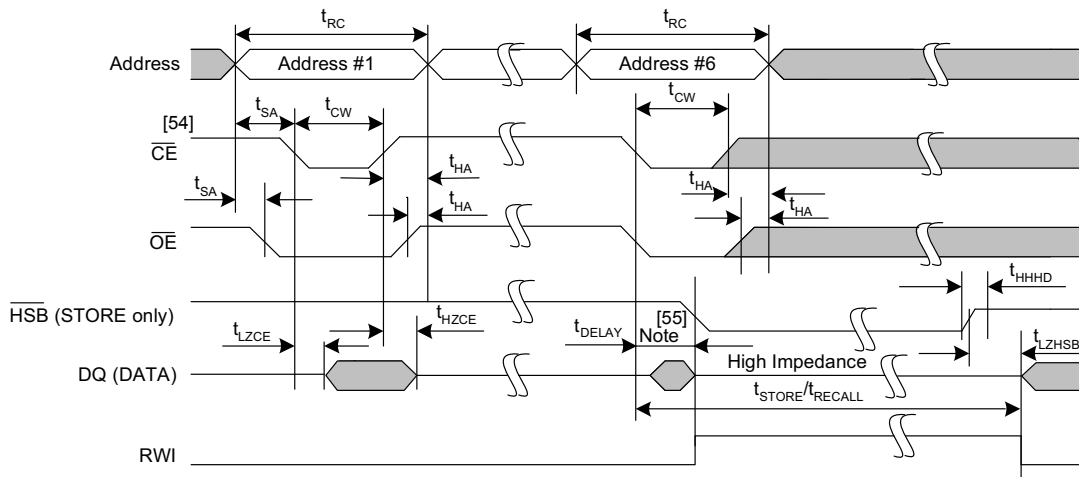 tRC
tRC
Address
Address #1
Address #6
tSA
tCW
tCW
[54]
CE
tHA
tHA
tSA
tHA
tHA
OE
tHHHD
HSB (STORE only)
tHZCE
tLZCE
tDELAY
[55]
Note
tLZHSB
High Impedance
DQ (DATA)
tSTORE/tRECALL
RWI